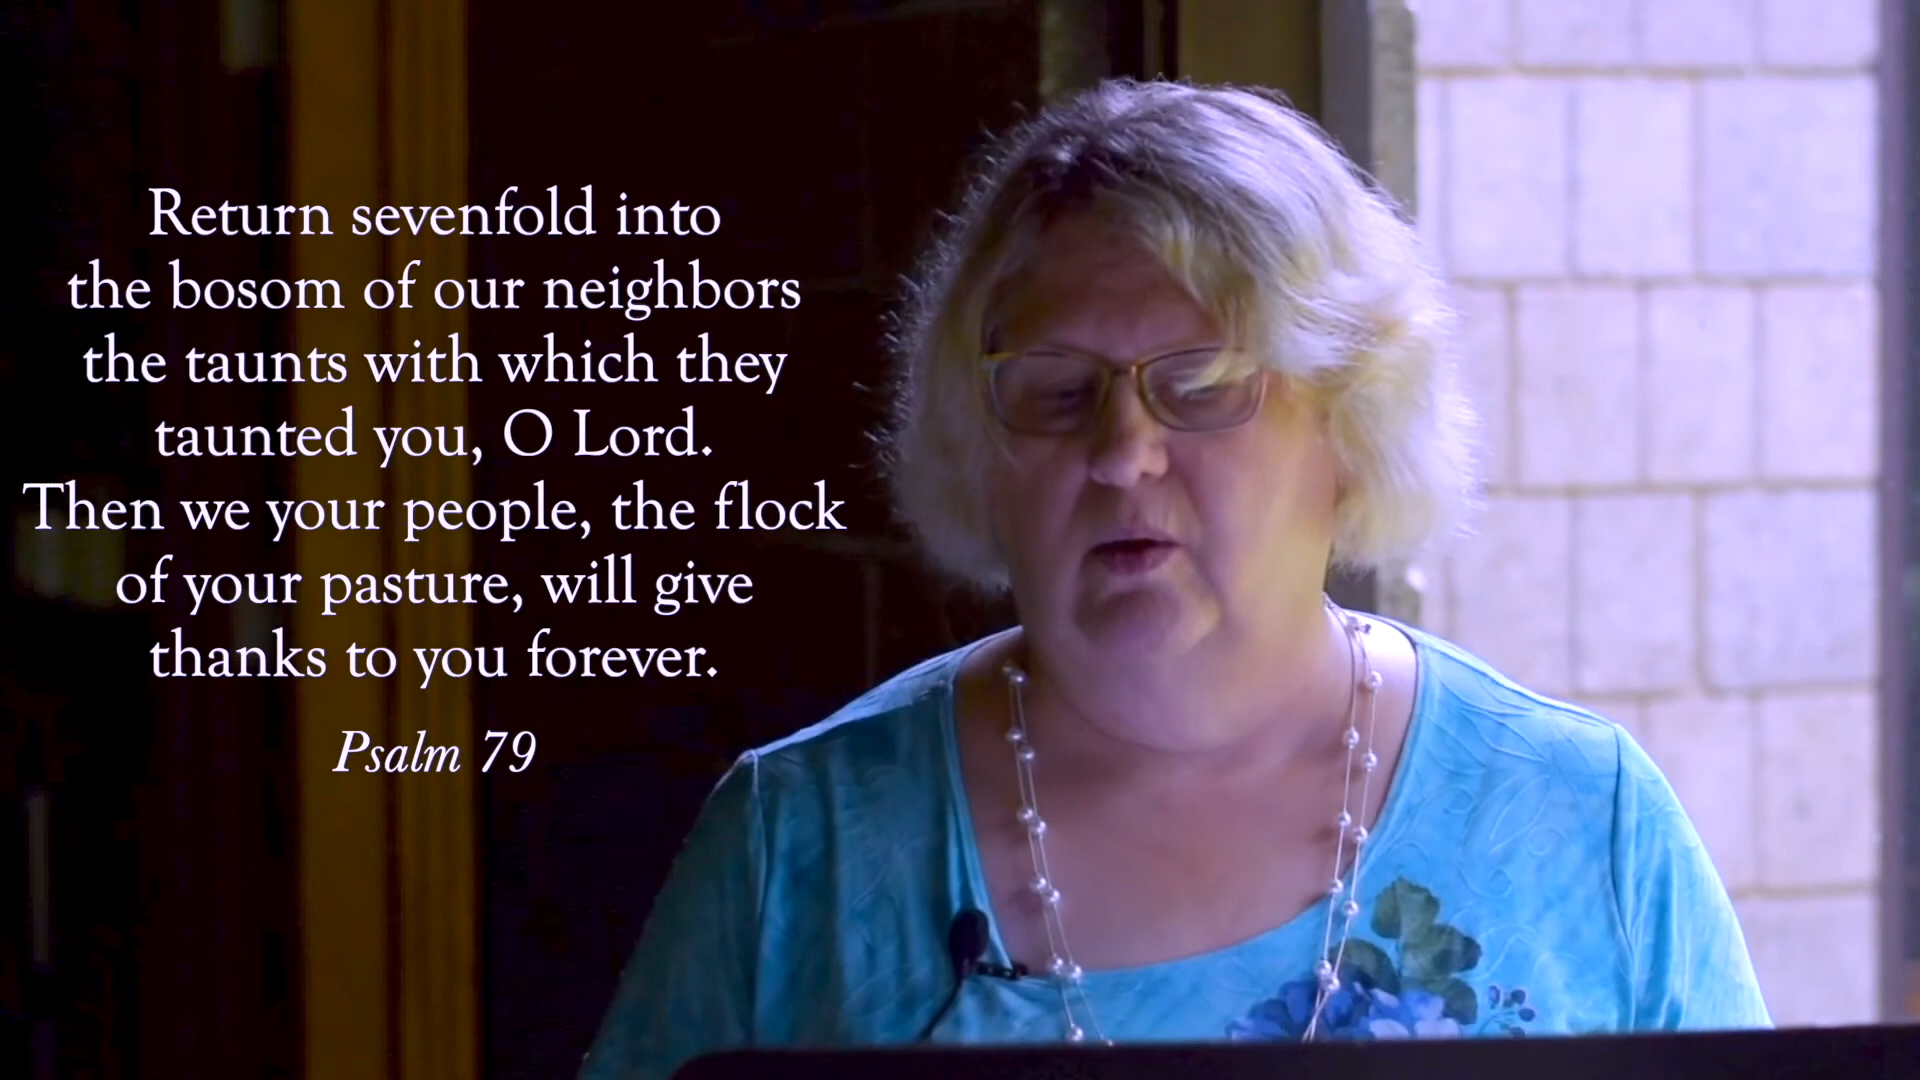 Return sevenfold into
the bosom of our neighbors
the taunts with which they
taunted you, O Lord.
Then we your people, the flock
of your pasture, will give
thanks to you forever.
Psalm 79